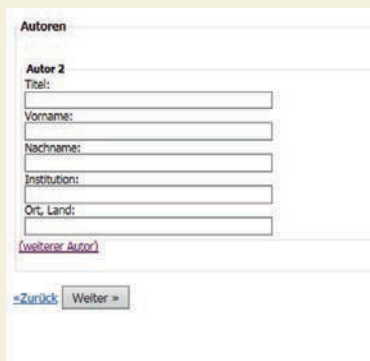 Autoren
Autor 2
Titel:
Vorname:
Nachname:
Institution:
Ort, Land:
(weiterer Autor)
«Zurück Weiter »